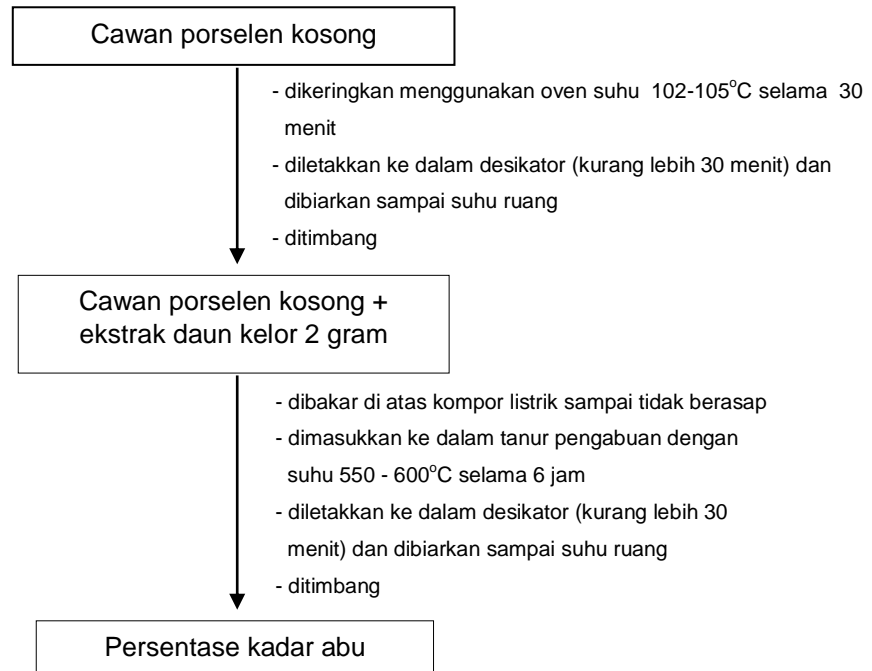 Cawan porselen kosong
- dikeringkan menggunakan oven suhu 102-105°C selama 30
menit
- diletakkan ke dalam desikator (kurang lebih 30 menit) dan
dibiarkan sampai suhu ruang
- ditimbang
Cawan porselen kosong +
ekstrak daun kelor 2 gram
- dibakar di atas kompor listrik sampai tidak berasap
- dimasukkan ke dalam tanur pengabuan dengan
suhu 550 - 600°C selama 6 jam
- diletakkan ke dalam desikator (kurang lebih 30
menit) dan dibiarkan sampai suhu ruang
- ditimbang
Persentase kadar abu